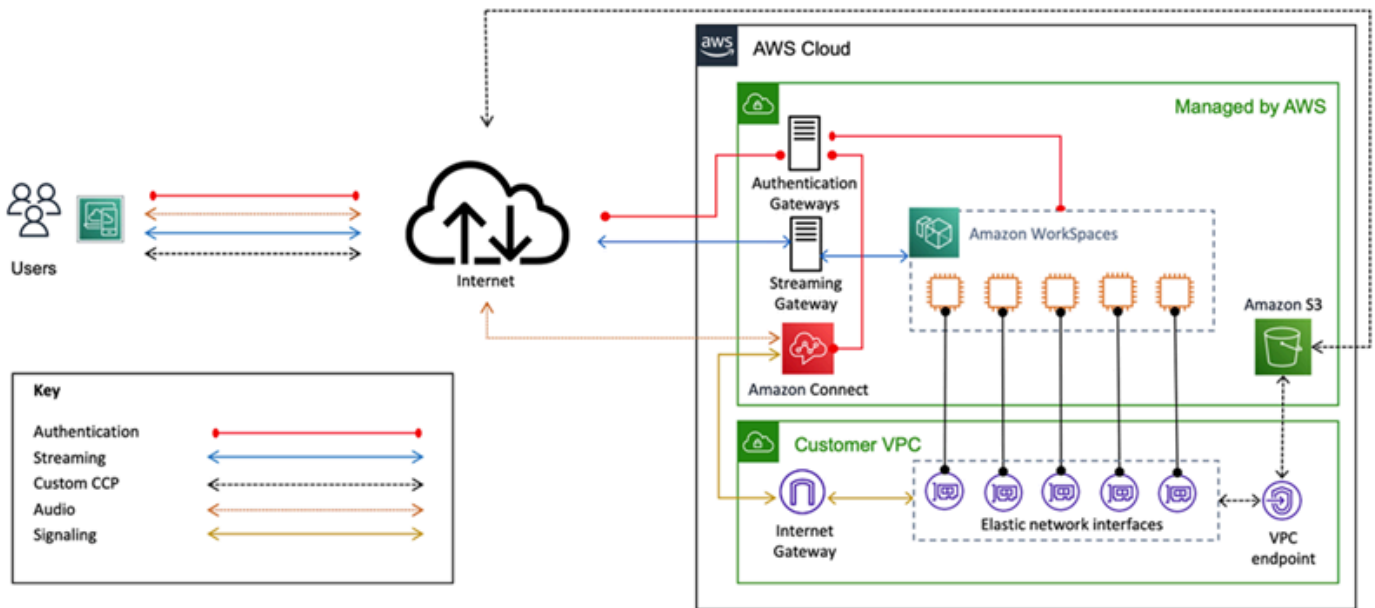 aws
AWS Cloud
Managed by AWS
Authentication
Gateways
Amazon WorkSpaces
Users
Internet
Streaming
Gateway
Amazon S3
Amazon Connect
Key
Authentication
Streaming
Custom CCP
Audio
Signaling
Customer VPC
Elastic network interfaces
Internet
Gateway
VPC
endpoint